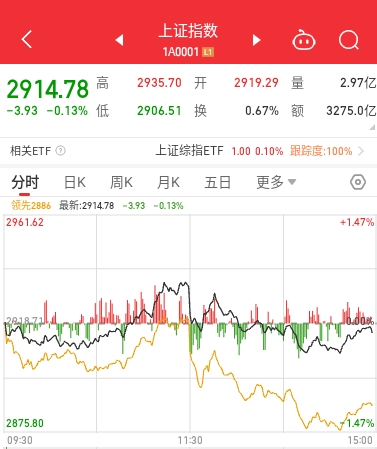 上证指数
1A0001 L1
2914.78 高 2935.70 开 2919.29 量 2.97亿
-3.93 -0.13% 低 2906.51 换 0.67% 额 3275.0亿
相关ETF ? 上证综指ETF 1.00 0.10% 跟踪度:100%
分时 日K 周K 月K 五日 更多
领先2886 最新:2914.78 -3.93 -0.13%
2961.62 +1.47%
2918.71 0.00%
2875.80 -1.47%
09:30 11:30 15:00